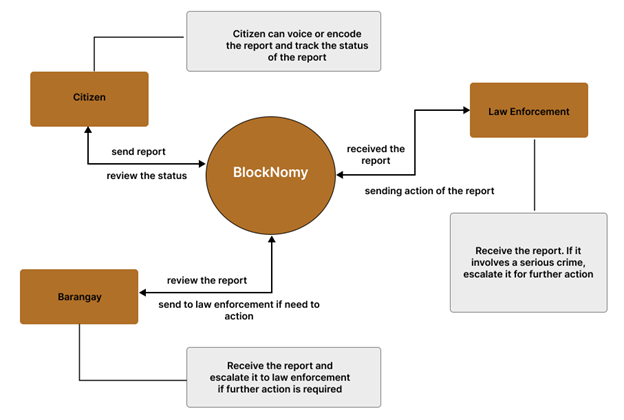 Citizen can voice or encode
the report and track the status
of the report
Citizen
Law Enforcement
send report
review the status
BlockNomy
received the
report
sending action of the report
Receive the report. If it
involves a serious crime,
escalate it for further action
Barangay
review the report
send to law enforcement if need to
action
Receive the report and
escalate it to law enforcement
if further action is required